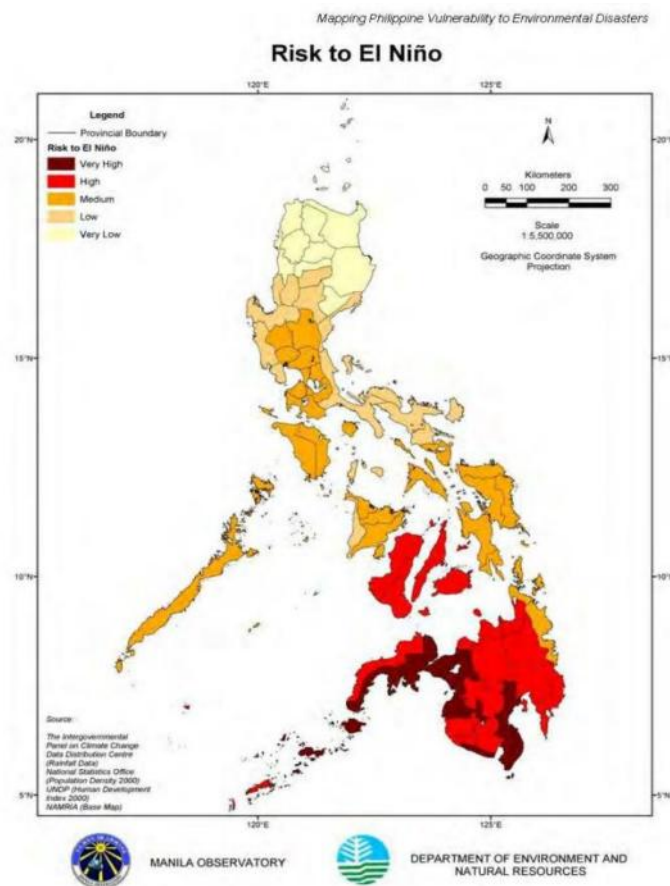 Mapping Philippine Vulnerability to Environmental Disasters
Risk to El Niño
120°E
125°E
Legend
Provincial Boundary
Risk to El Niño
Very High
High
Medium
Low
Very Low
N
Kilometers
0 50 100 200 300
Scale
1:5,500,000
Geographic Coordinate System
Projection
20°N
20°N
15°N
15°N
10°N
10°N
5°N
5°N
Source:
The Intergovernmental
Panel on Climate Change
Data Distribution Centre
(Rainfall Data)
National Statistics Office
(Population Density 2000)
UNDP (Human Development
Index 2000)
NAMRIA (Base Map)
120°E
125°E
MANILA OBSERVATORY
DEPARTMENT OF ENVIRONMENT AND
NATURAL RESOURCES